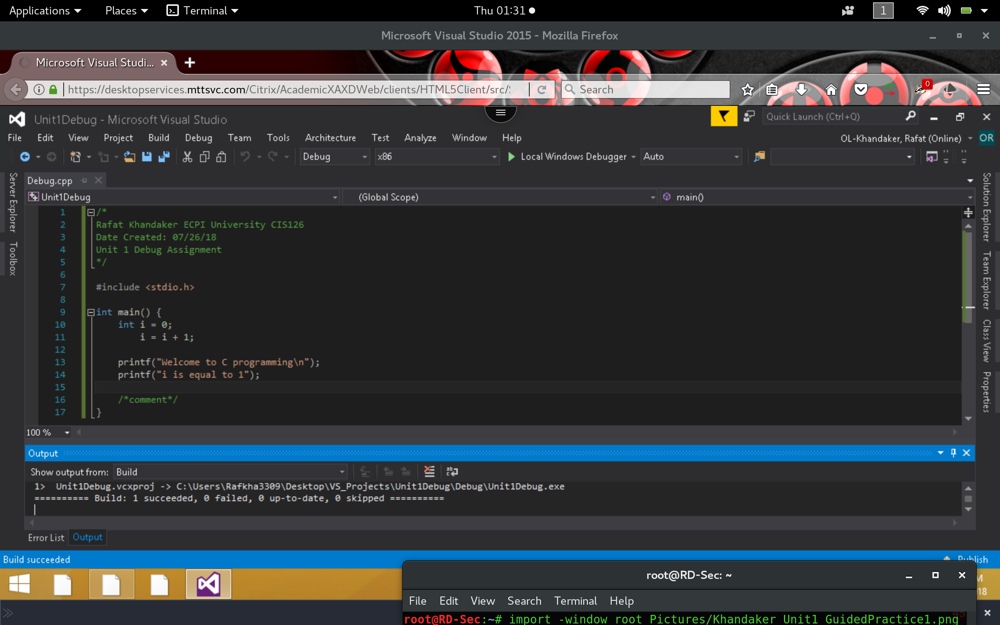 Applications Places Terminal Thu 01:31 1
Microsoft Visual Studio 2015 - Mozilla Firefox
Microsoft Visual Studi...
https://desktopservices.mttsvc.com/Citrix/AcademicXAXDWeb/clients/HTML5Client/src/ Search 0
Unit1Debug - Microsoft Visual Studio Quick Launch (Ctrl+Q)
File Edit View Project Build Debug Team Tools Architecture Test Analyze Window Help OL-Khandaker, Rafat (Online) OR
Debug x86 Local Windows Debugger Auto
Server Explorer
Toolbox
Debug.cpp
Unit1Debug (Global Scope) main()
1 /*
2 Rafat Khandaker ECPI University CIS126
3 Date Created: 07/26/18
4 Unit 1 Debug Assignment
5 */
6
7 #include <stdio.h>
8
9 int main() {
10 int i = 0;
11 i = i + 1;
12
13 printf("Welcome to C programming\n");
14 printf("i is equal to 1");
15
16 /*comment*/
17 }
Solution Explorer
Team Explorer
Class View
Properties
100 %
Output
Show output from: Build
1> Unit1Debug.vcxproj -> C:\Users\Rafkha3309\Desktop\VS_Projects\Unit1Debug\Debug\Unit1Debug.exe
========== Build: 1 succeeded, 0 failed, 0 up-to-date, 0 skipped ==========
Error List Output
Build succeeded Publish
root@RD-Sec: ~
M
18
File Edit View Search Terminal Help
root@RD-Sec:~# import -window root Pictures/Khandaker_Unit1_GuidedPractice1.png